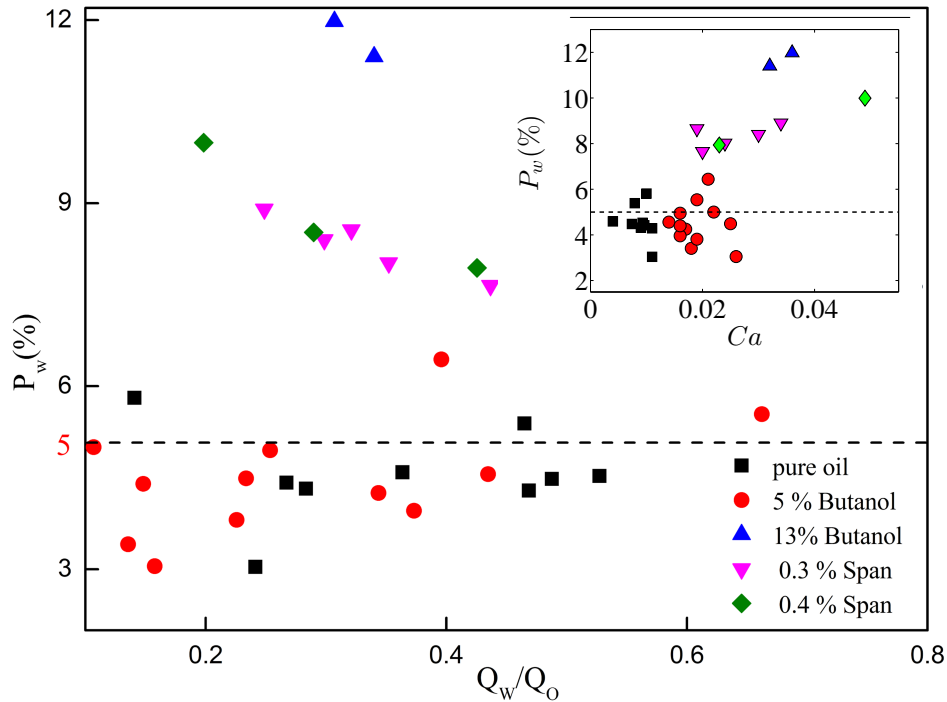 12
9
6
5
3
P_w(%)
0.2
0.4
0.6
0.8
Q_W/Q_O
12
10
8
6
4
2
P_w(%)
0
0.02
0.04
Ca
pure oil
5 % Butanol
13% Butanol
0.3 % Span
0.4 % Span